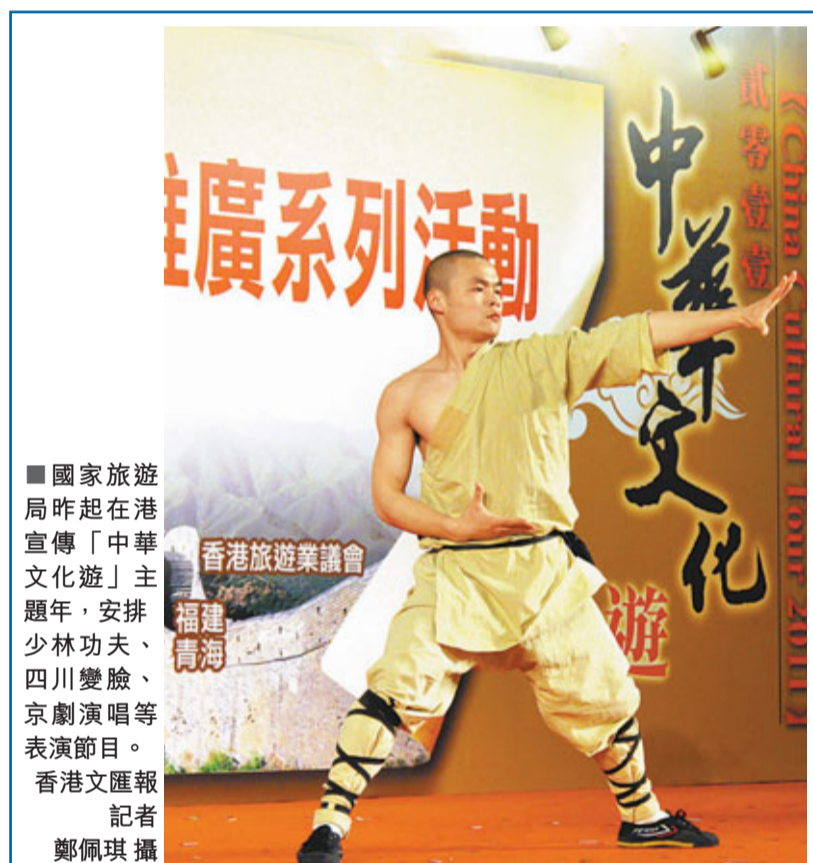 ■國家旅遊
局昨起在港
宣傳「中華
文化遊」主
題年，安排
少林功夫、
四川變臉、
京劇演唱等
表演節目。
香港文匯報
記者
鄭佩琪 攝
推廣系列活動
香港旅遊業議會
福建
青海
中華文化
遊
貳零壹壹
【China Cultural Tour 2011】